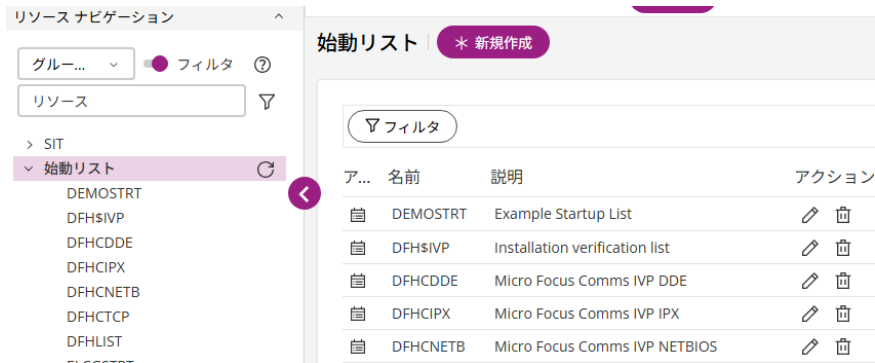 リソース ナビゲーション
グルー...
フィルタ
リソース
SIT
始動リスト
DEMOSTRT
DFH$IVP
DFHCDDE
DFHCIPX
DFHCNETB
DFHCTCP
DFHLIST
始動リスト
新規作成
フィルタ
ア... 名前 説明 アクション
DEMOSTRT Example Startup List
DFH$IVP Installation verification list
DFHCDDE Micro Focus Comms IVP DDE
DFHCIPX Micro Focus Comms IVP IPX
DFHCNETB Micro Focus Comms IVP NETBIOS